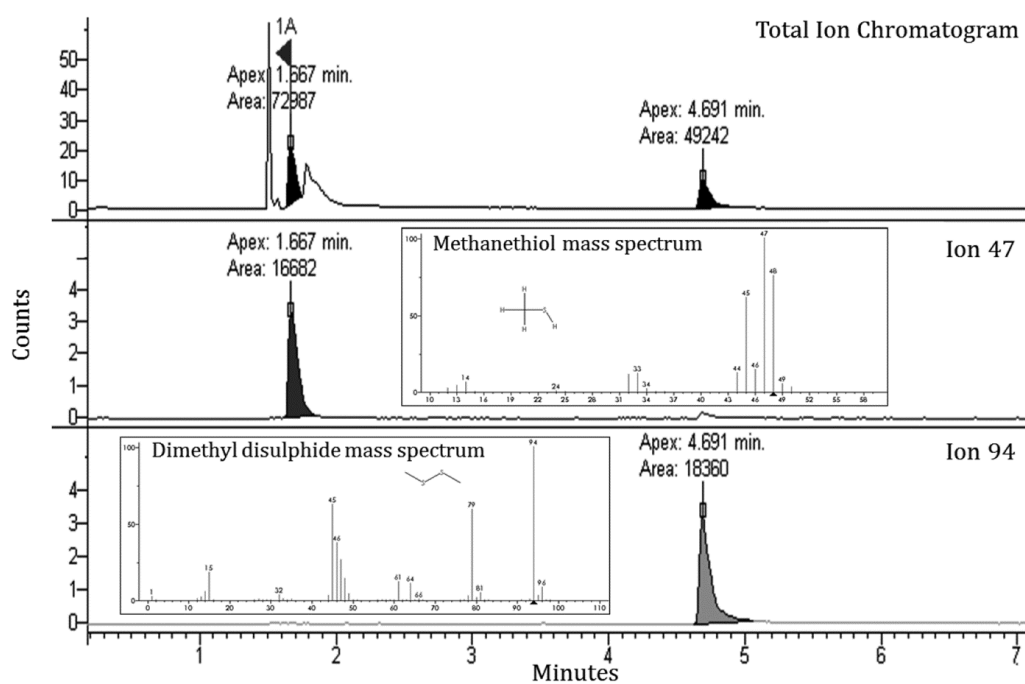 Total Ion Chromatogram
1A
Apex: 1.667 min.
Area: 72987
Apex: 4.691 min.
Area: 49242
50
40
30
20
10
0
Ion 47
Apex: 1.667 min.
Area: 16682
4
3
2
1
0
Methanethiol mass spectrum
100
50
0
14
24
33
34
44
45
46
47
48
49
H
H
S
H
H
10 13 16 19 22 25 28 31 34 37 40 43 46 49 52 55 58
Counts
Ion 94
Apex: 4.691 min.
Area: 18360
4
3
2
1
0
Dimethyl disulphide mass spectrum
100
50
0
1
15
32
45
46
61
64
66
79
81
94
96
S
S
0 10 20 30 40 50 60 70 80 90 100 110
1 2 3 4 5 6 7
Minutes